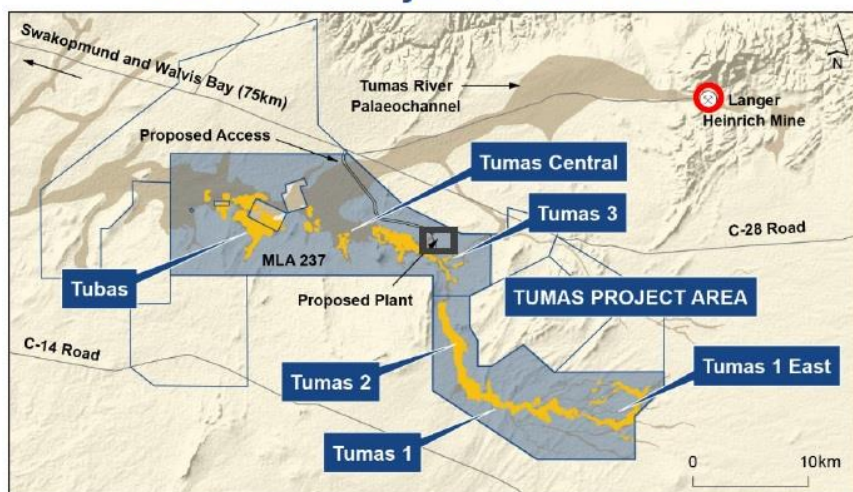 Swakopmund and Walvis Bay (75km)
Tumas River
Palaeochannel
N
Langer
Heinrich Mine
Proposed Access
Tumas Central
Tumas 3
C-28 Road
Tubas
MLA 237
Proposed Plant
TUMAS PROJECT AREA
C-14 Road
Tumas 2
Tumas 1 East
Tumas 1
0 10km